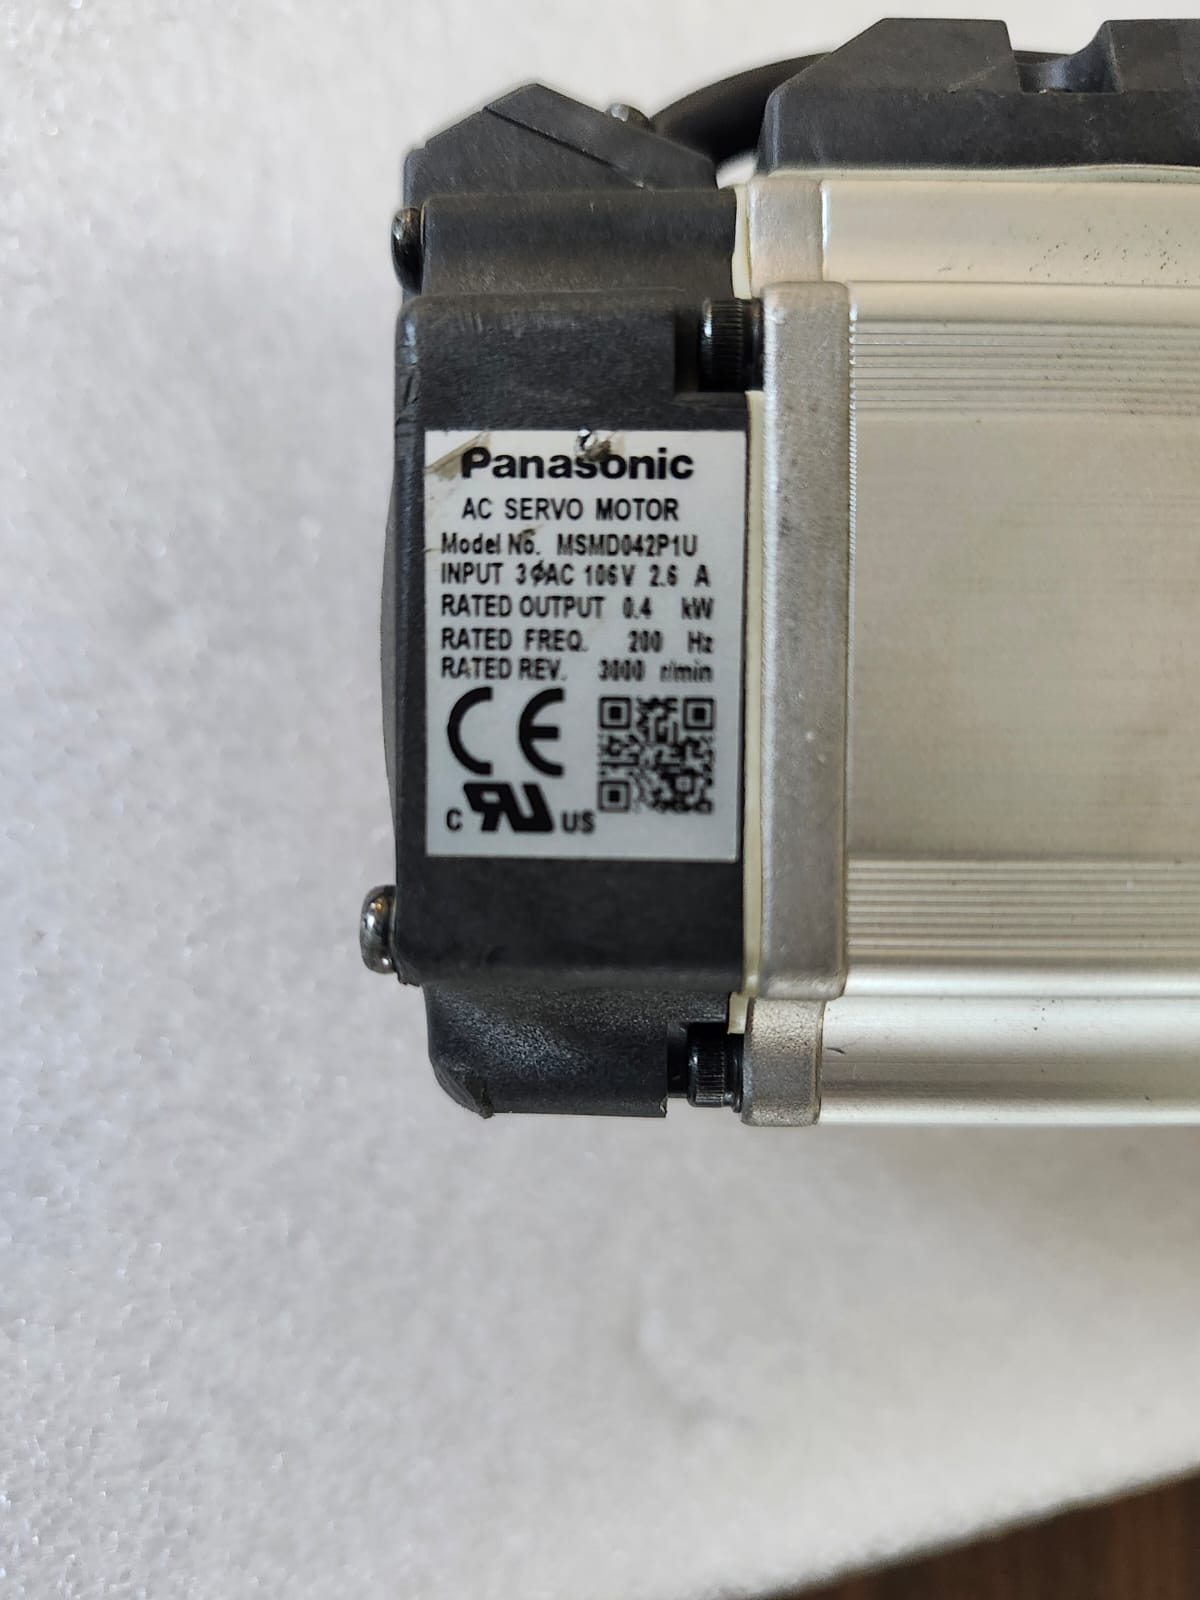 Panasonic
AC SERVO MOTOR
Model No. MSMD042P1U
INPUT 3ϕAC 106V 2.6 A
RATED OUTPUT 0.4 kW
RATED FREQ. 200 Hz
RATED REV. 3000 r/min
CE
C RU US